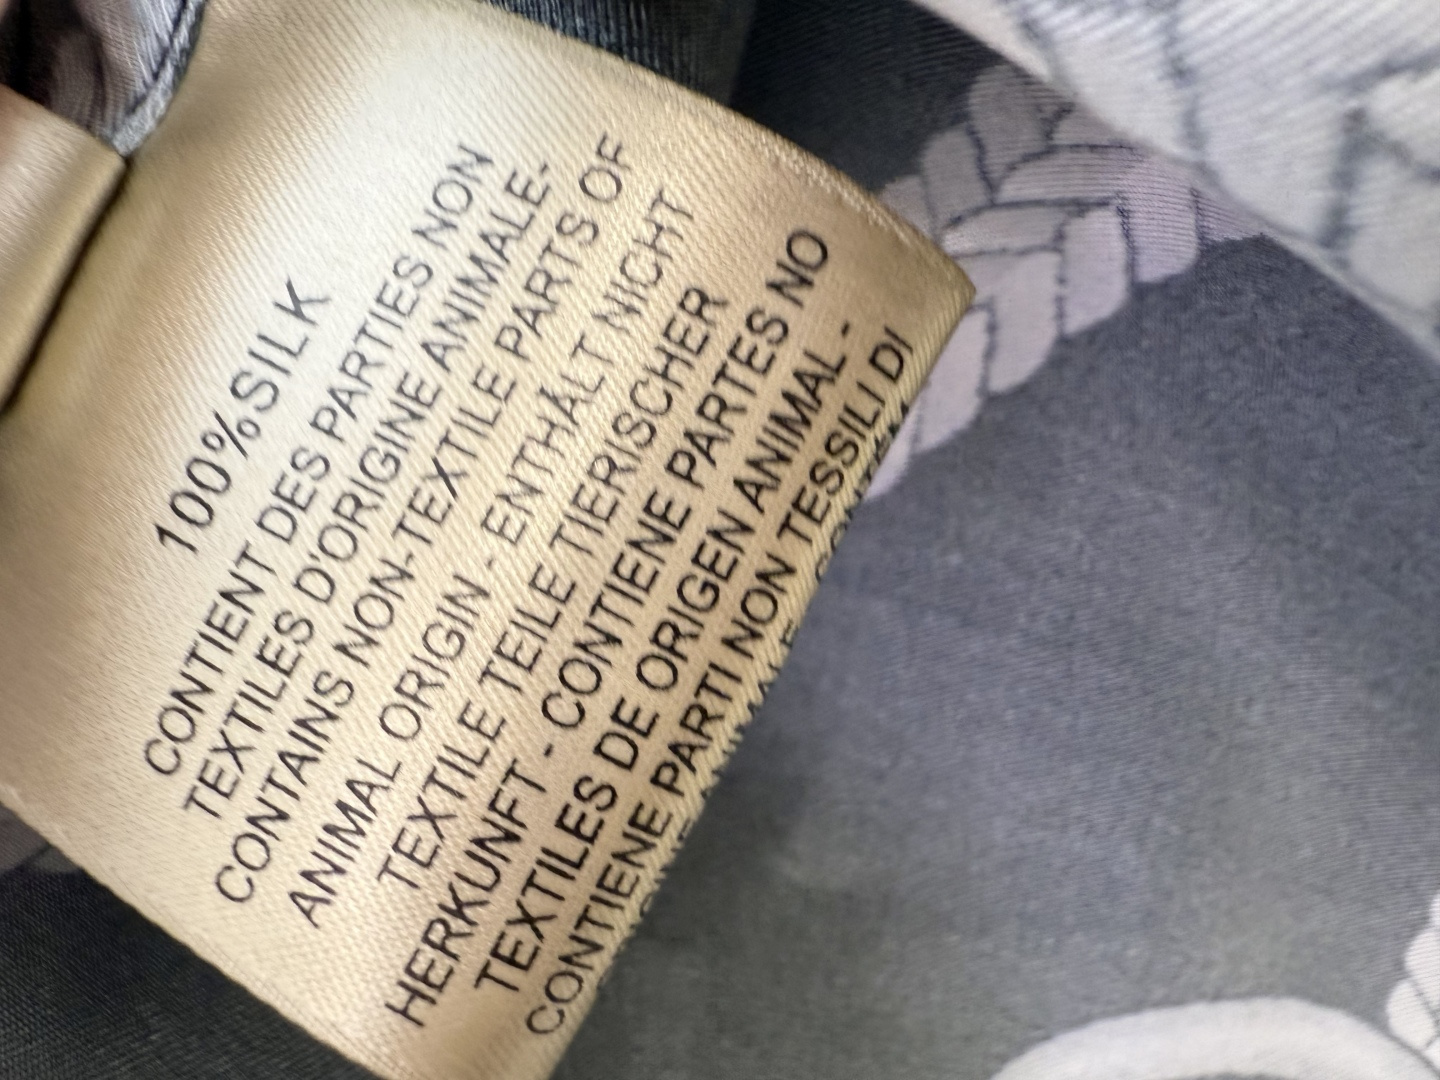 100%SILK
CONTIENT DES PARTIES NON
TEXTILES D'ORIGINE ANIMALE-
CONTAINS NON-TEXTILE PARTS OF
ANIMAL ORIGIN - ENTHÄLT NICHT
TEXTILE TEILE TIERISCHER
HERKUNFT - CONTIENE PARTES NO
TEXTILES DE ORIGEN ANIMAL -
CONTIENE PARTI NON TESSILI DI